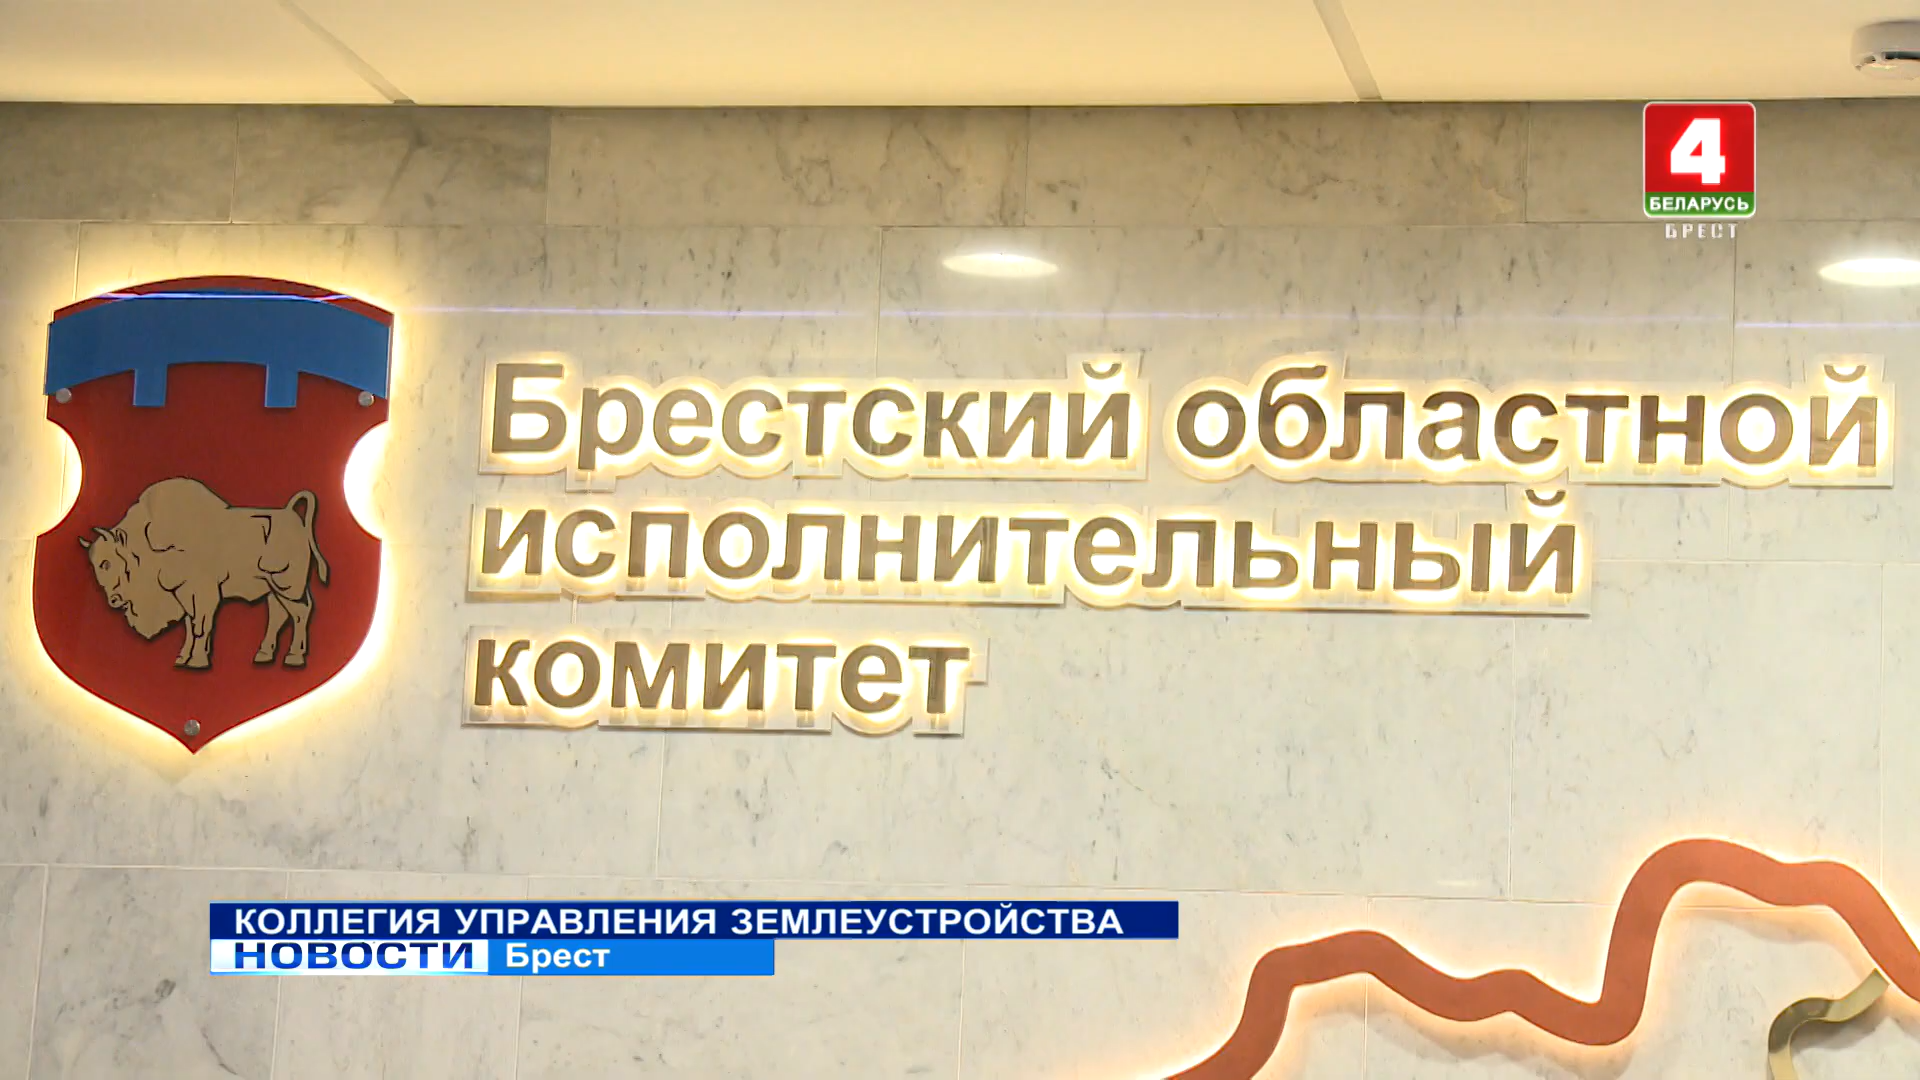 4
БЕЛАРУСЬ
БРЕСТ
Брестский областной
исполнительный
комитет
КОЛЛЕГИЯ УПРАВЛЕНИЯ ЗЕМЛЕУСТРОЙСТВА
НОВОСТИ Брест